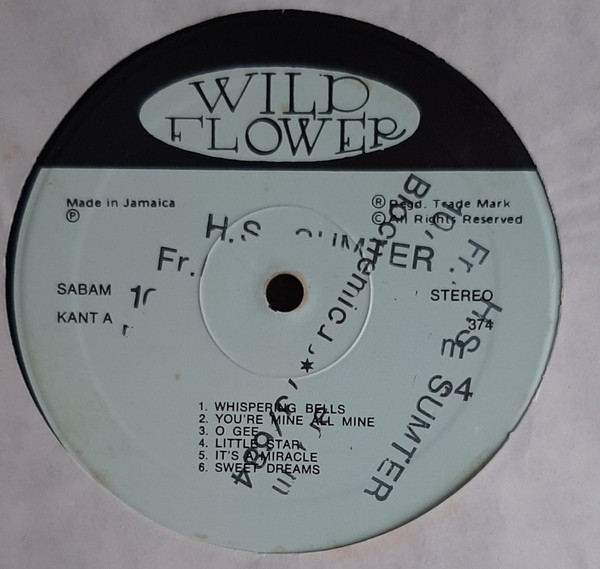 WILD
FLOWER
Made in Jamaica
Ⓟ
Ⓡ Regd. Trade Mark
© All Rights Reserved
H.S. SUMTER
Fr.
SABAM
KANT A
STEREO
374
Fr. H.S. SUMTER
10,
1. WHISPERING BELLS
2. YOU'RE MINE ALL MINE
3. O GEE
4. LITTLE STAR
5. IT'S A MIRACLE
6. SWEET DREAMS